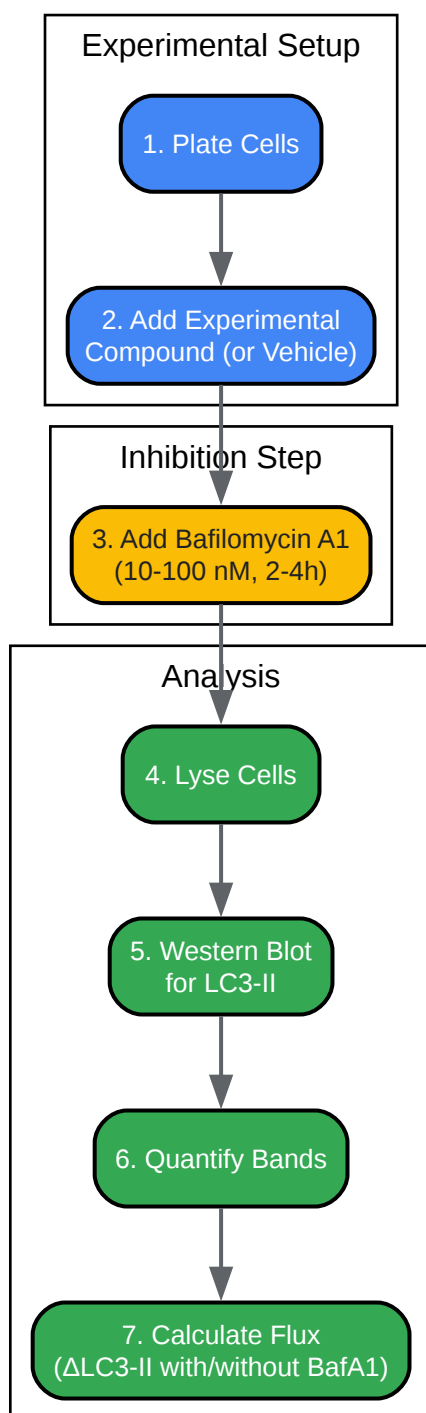 Experimental Setup
1. Plate Cells
2. Add Experimental
Compound (or Vehicle)
Inhibition Step
3. Add Bafilomycin A1
(10-100 nM, 2-4h)
Analysis
4. Lyse Cells
5. Western Blot
for LC3-II
6. Quantify Bands
7. Calculate Flux
(ΔLC3-II with/without BafA1)